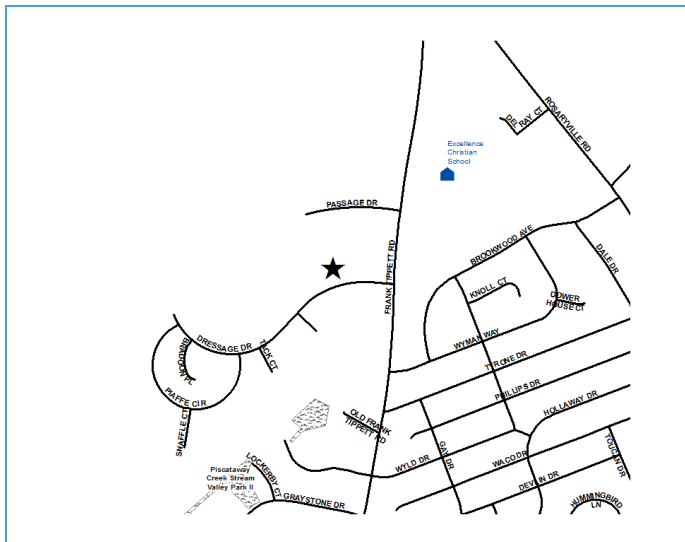 ROSARYVILLE RD
DEL RAY CT
Excellence
Christian
School
PASSAGE DR
FRANK TIPPETT RD
BROOKWOOD AVE
DALE DR
KNOLL CT
DOWER
HOUSE CT
WYMAN WAY
DRESSAGE DR
TACK CT
TYRONE DR
PHILLIPS DR
HOLLAWAY DR
PIAFFE CIR
SNAFFLE CT
OLD FRANK
TIPPETT RD
GAY DR
WYLD DR
WACO DR
TOUCAN DR
DEVLIN DR
Piscataway
Creek Stream
Valley Park II
LOCKERBY CT
GRAYSTONE DR
HUMMINGBIRD
LN